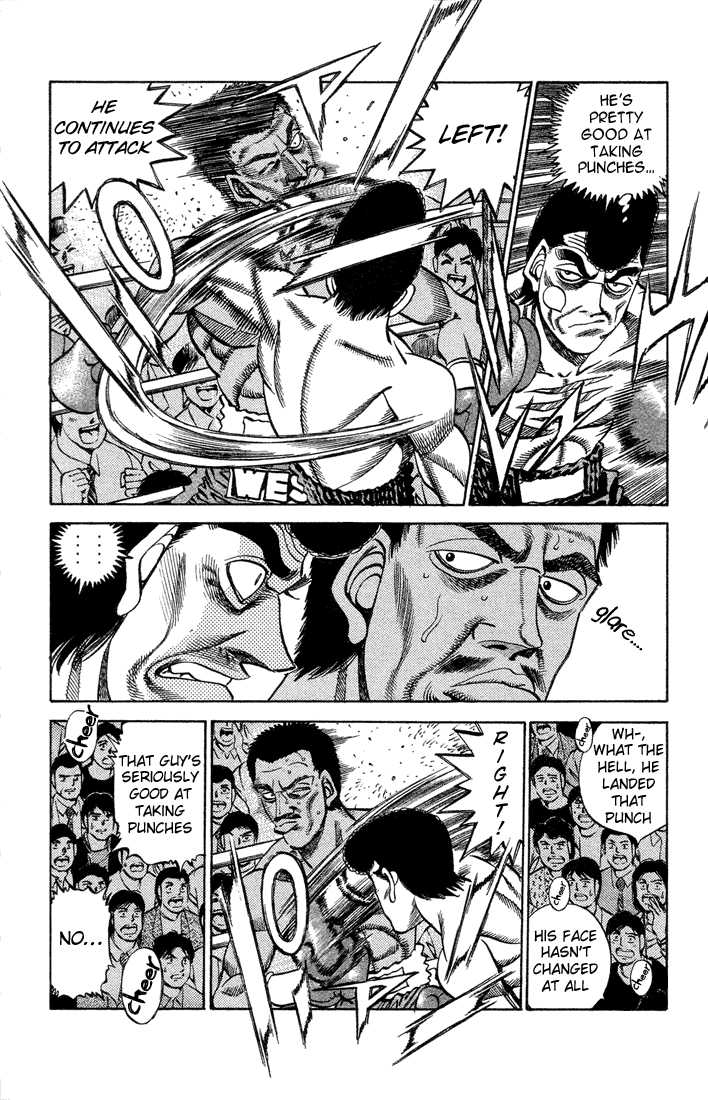 HE'S
PRETTY
GOOD AT
TAKING
PUNCHES...
LEFT!
HE
CONTINUES
TO ATTACK
WES
......
glare....
WH-,
WHAT THE
HELL, HE
LANDED
THAT
PUNCH
cheer
cheer
HIS FACE
HASN'T
CHANGED
AT ALL
cheer
RIGHT!
cheer
THAT GUY'S
SERIOUSLY
GOOD AT
TAKING
PUNCHES
NO...
cheer